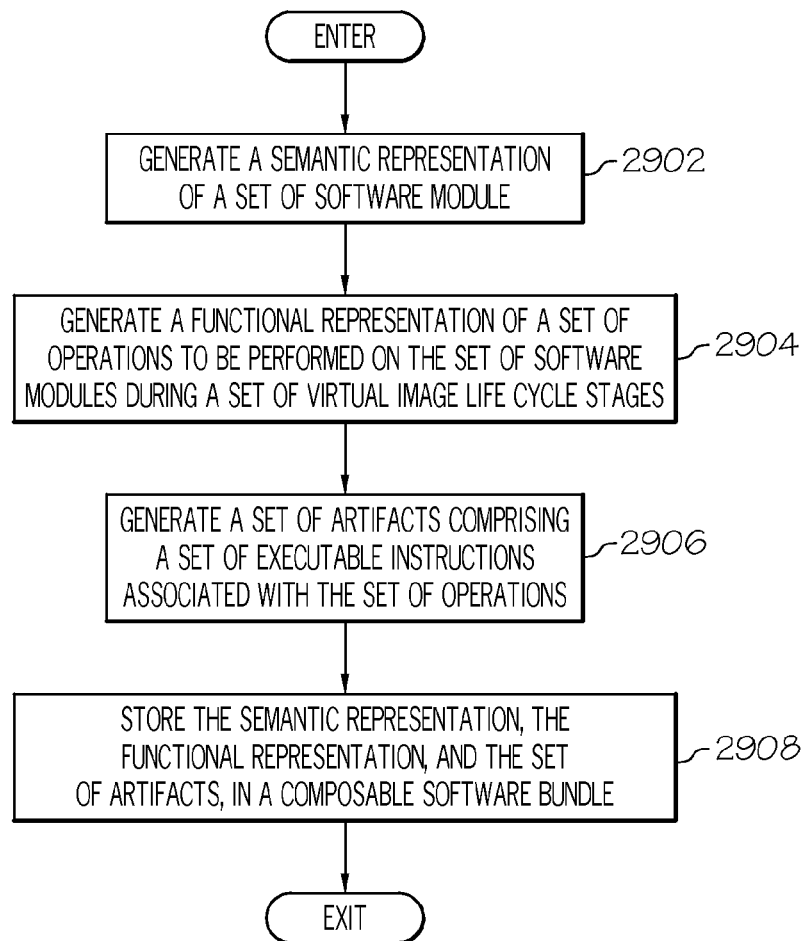 ENTER
GENERATE A SEMANTIC REPRESENTATION
OF A SET OF SOFTWARE MODULE
2902
GENERATE A FUNCTIONAL REPRESENTATION OF A SET OF
OPERATIONS TO BE PERFORMED ON THE SET OF SOFTWARE
MODULES DURING A SET OF VIRTUAL IMAGE LIFE CYCLE STAGES
2904
GENERATE A SET OF ARTIFACTS COMPRISING
A SET OF EXECUTABLE INSTRUCTIONS
ASSOCIATED WITH THE SET OF OPERATIONS
2906
STORE THE SEMANTIC REPRESENTATION, THE
FUNCTIONAL REPRESENTATION, AND THE SET
OF ARTIFACTS, IN A COMPOSABLE SOFTWARE BUNDLE
2908
EXIT